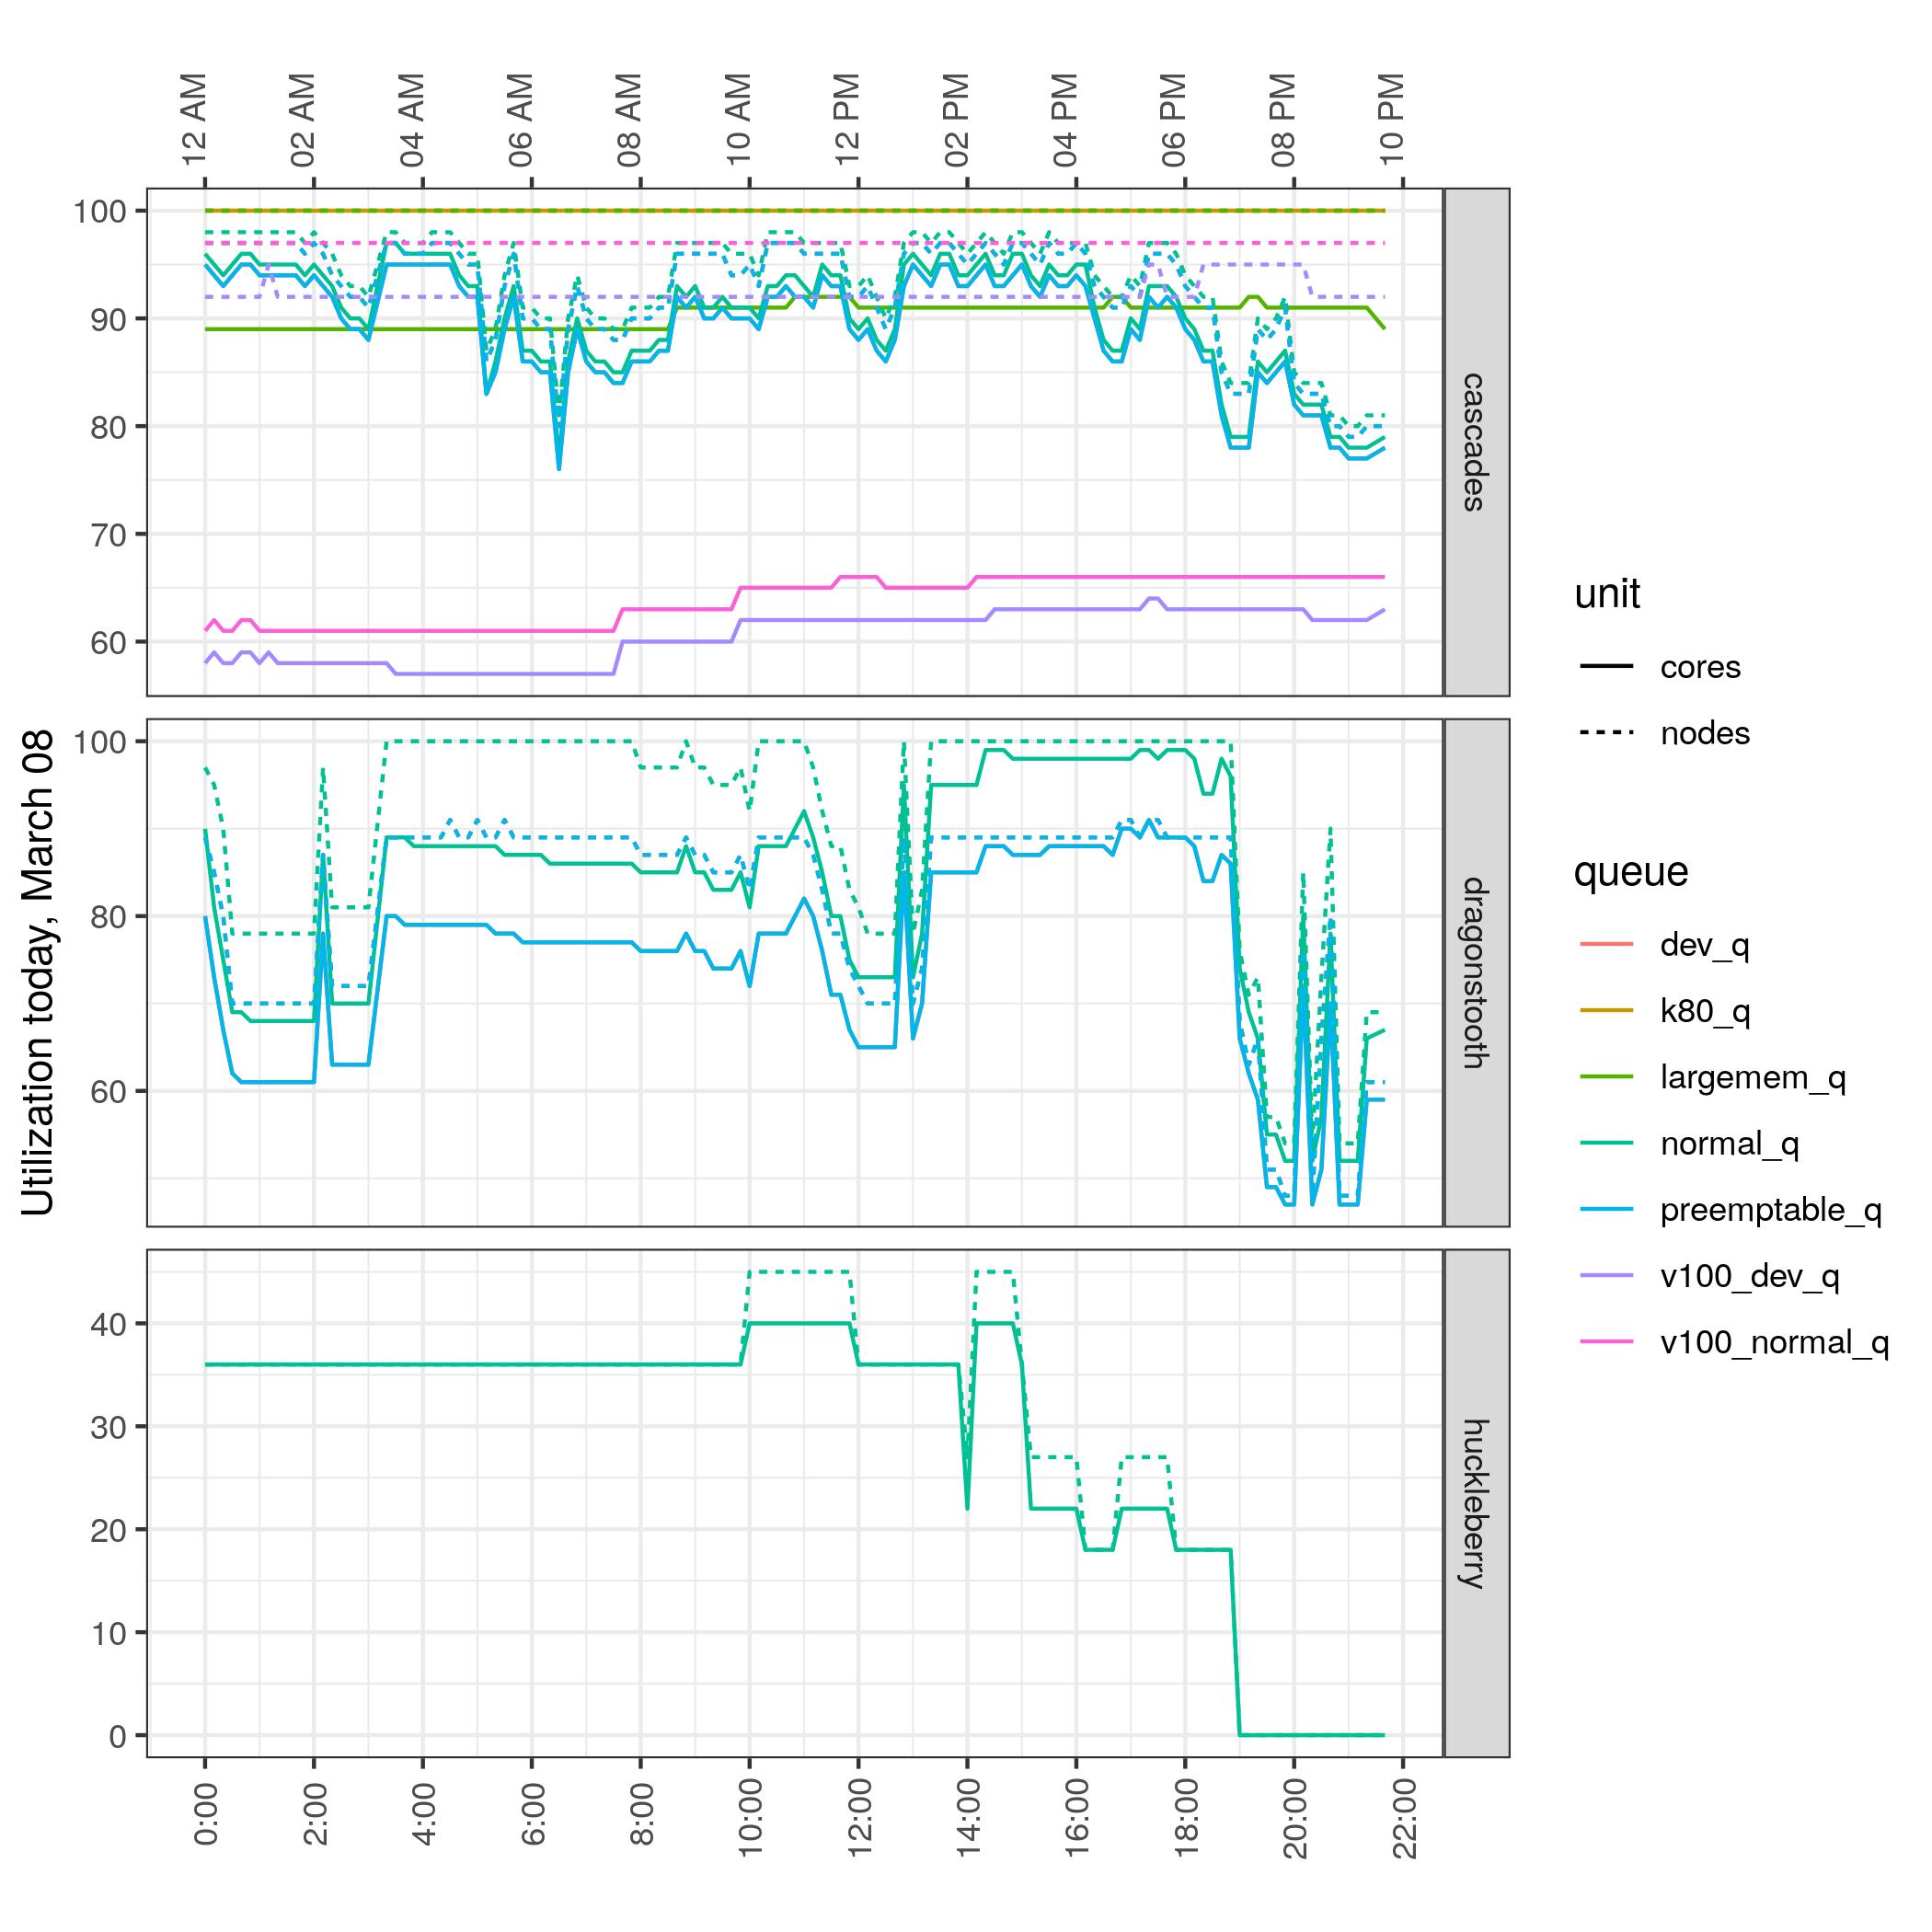 12 AM
02 AM
04 AM
06 AM
08 AM
10 AM
12 PM
02 PM
04 PM
06 PM
08 PM
10 PM
100
90
80
70
60
cascades
100
80
60
dragonstooth
40
30
20
10
0
huckleberry
0:00
2:00
4:00
6:00
8:00
10:00
12:00
14:00
16:00
18:00
20:00
22:00
Utilization today, March 08
unit
cores
nodes
queue
dev_q
k80_q
largemem_q
normal_q
preemptable_q
v100_dev_q
v100_normal_q